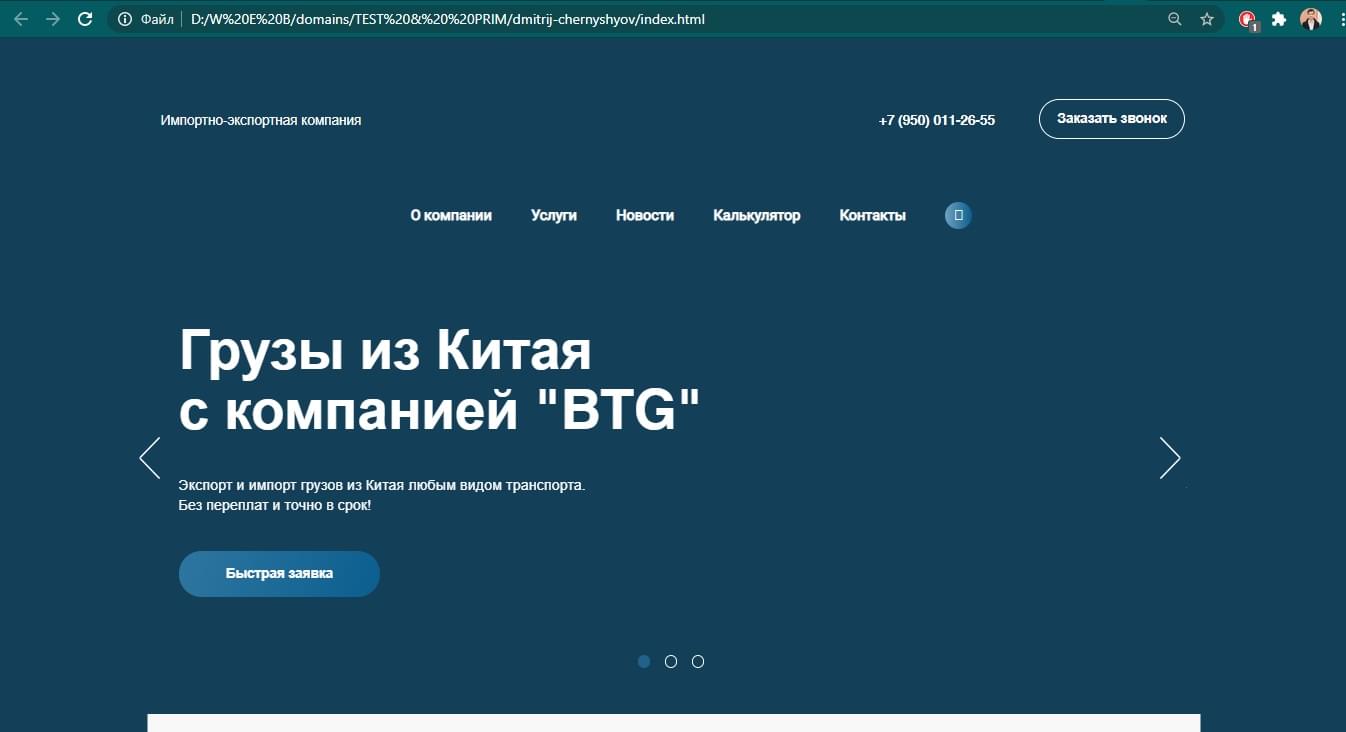 Файл
D:/W%20E%20B/domains/TEST%20&%20%20PRIM/dmitrij-chernyshyov/index.html
1
Импортно-экспортная компания
+7 (950) 011-26-55
Заказать звонок
О компании
Услуги
Новости
Калькулятор
Контакты
Грузы из Китая
с компанией "BTG"
Экспорт и импорт грузов из Китая любым видом транспорта.
Без переплат и точно в срок!
Быстрая заявка